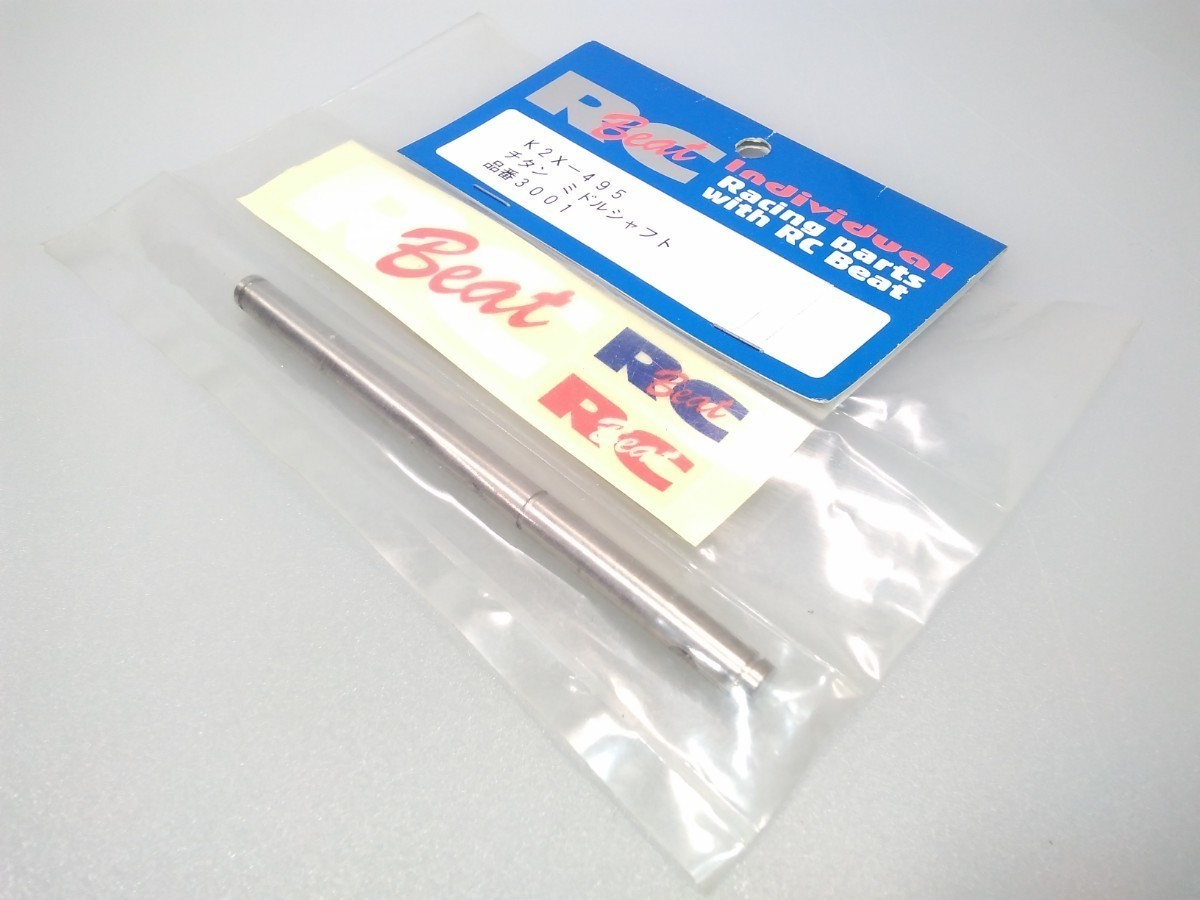 RC
Beat
Individual
Racing parts
with RC Beat
K2X－495
チタン ミドルシャフト
品番3001
RC
Beat
RC
Beat
RC
Beat